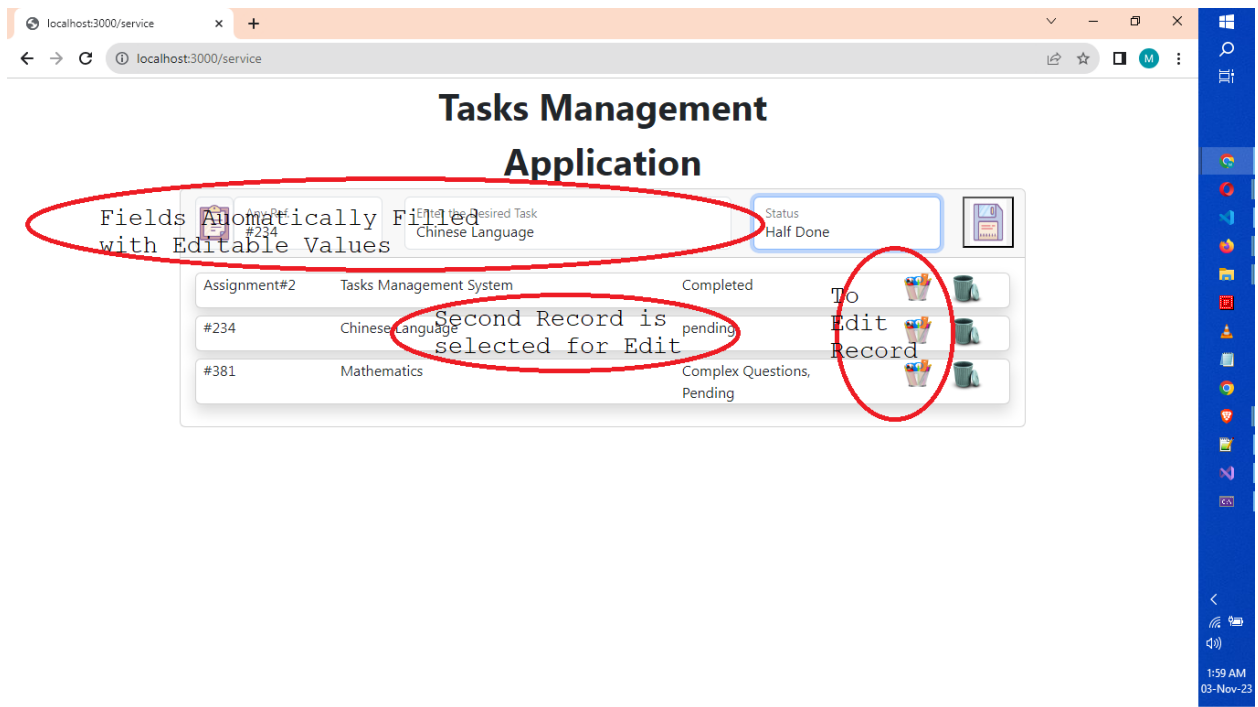 localhost:3000/service
localhost:3000/service
M
Tasks Management
Application
Any Ref.
#234
Enter the Desired Task
Chinese Language
Status
Half Done
Fields Auomatically Filled
with Editable Values
Assignment#2 Tasks Management System Completed
#234 Chinese Language pending
#381 Mathematics Complex Questions,
Pending
Second Record is
selected for Edit
To
Edit
Record
1:59 AM
03-Nov-23